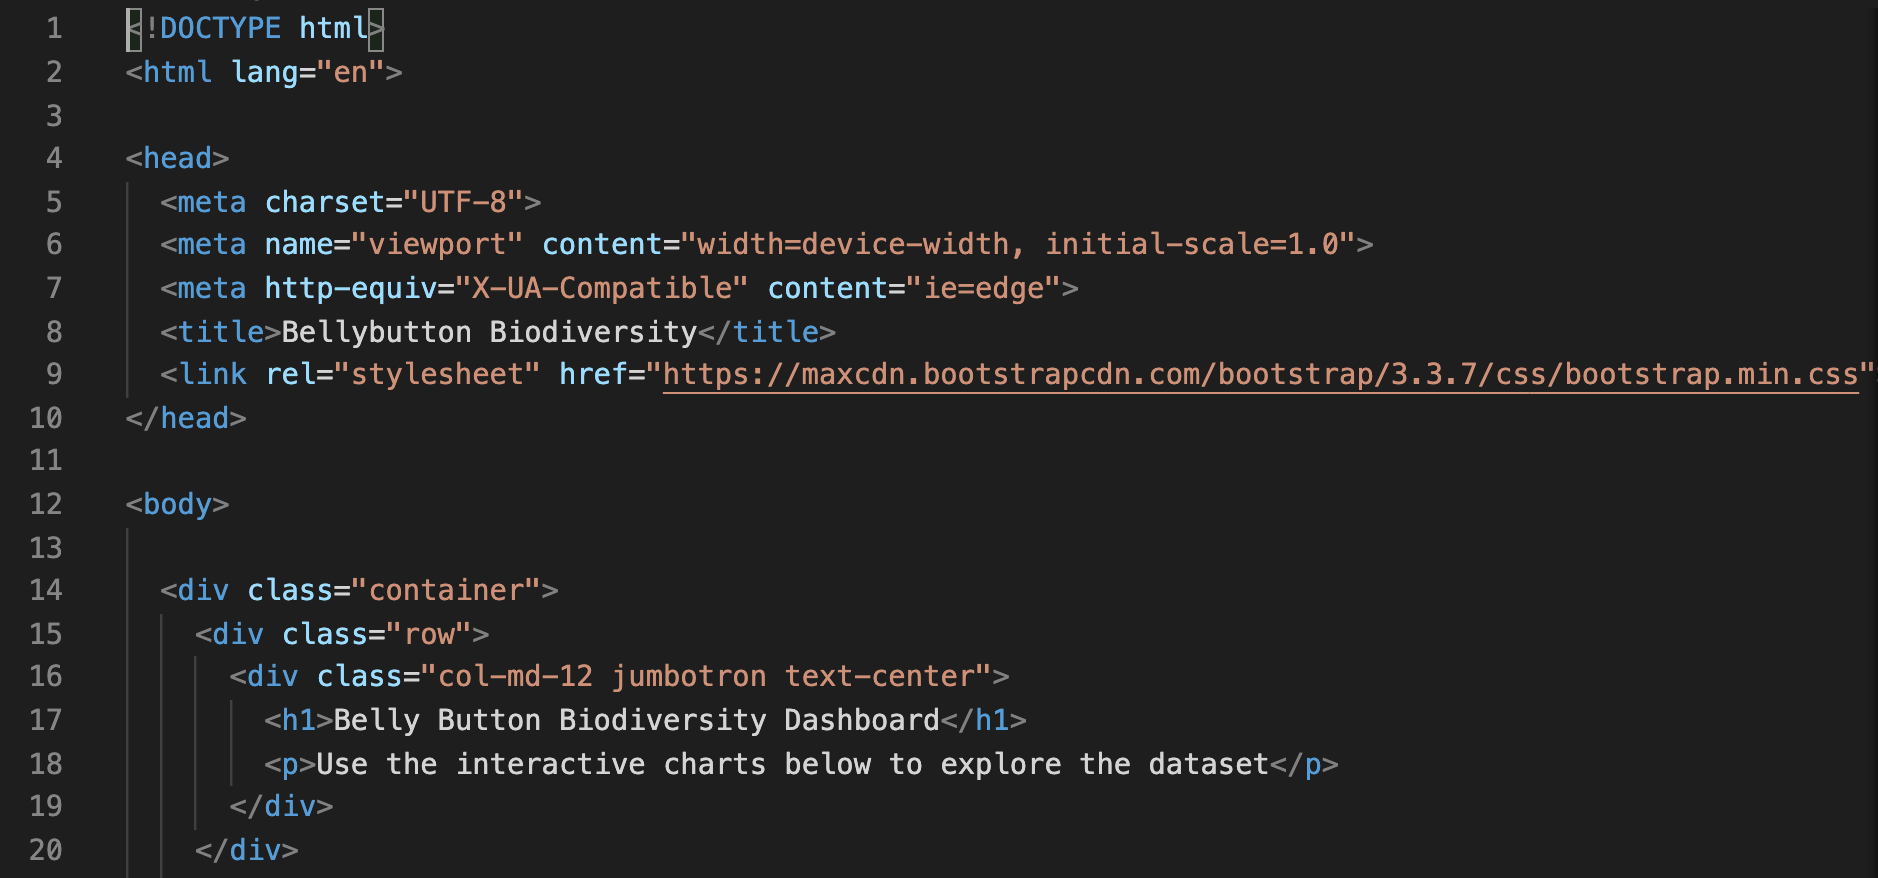 1 <!DOCTYPE html>
2 <html lang="en">
3
4 <head>
5 <meta charset="UTF-8">
6 <meta name="viewport" content="width=device-width, initial-scale=1.0">
7 <meta http-equiv="X-UA-Compatible" content="ie=edge">
8 <title>Bellybutton Biodiversity</title>
9 <link rel="stylesheet" href="https://maxcdn.bootstrapcdn.com/bootstrap/3.3.7/css/bootstrap.min.css"
10 </head>
11
12 <body>
13
14 <div class="container">
15 <div class="row">
16 <div class="col-md-12 jumbotron text-center">
17 <h1>Belly Button Biodiversity Dashboard</h1>
18 <p>Use the interactive charts below to explore the dataset</p>
19 </div>
20 </div>